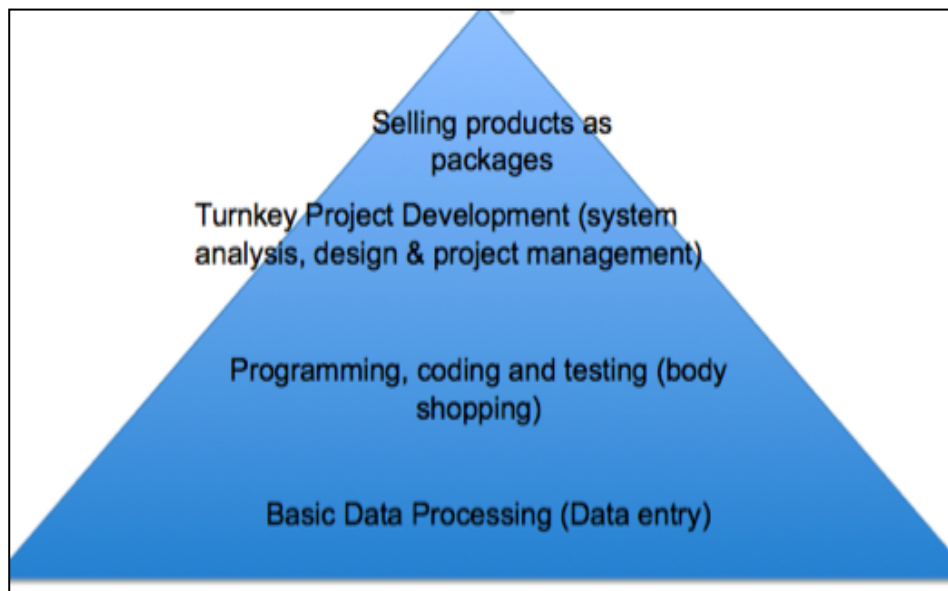 Selling products as
packages
Turnkey Project Development (system
analysis, design & project management)
Programming, coding and testing (body
shopping)
Basic Data Processing (Data entry)